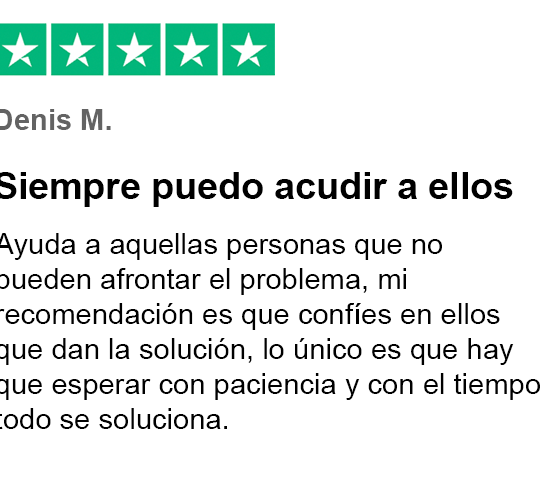 Denis M.
Siempre puedo acudir a ellos
Ayuda a aquellas personas que no
pueden afrontar el problema, mi
recomendación es que confíes en ellos
que dan la solución, lo único es que hay
que esperar con paciencia y con el tiempo
todo se soluciona.